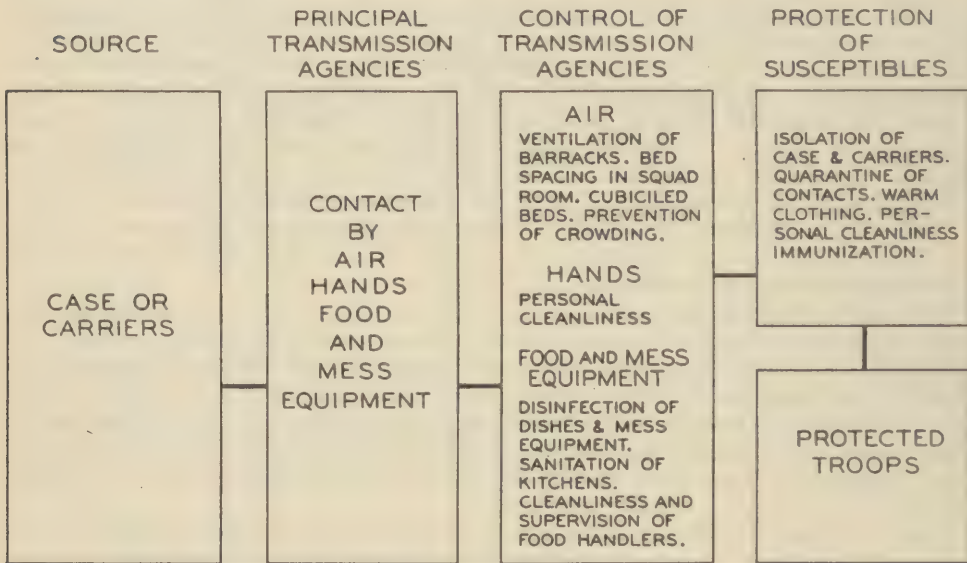 SOURCE
PRINCIPAL
TRANSMISSION
AGENCIES
CONTROL OF
TRANSMISSION
AGENCIES
PROTECTION
OF
SUSCEPTIBLES
CASE OR
CARRIERS
CONTACT
BY
AIR
HANDS
FOOD
AND
MESS
EQUIPMENT
AIR
VENTILATION OF
BARRACKS. BED
SPACING IN SQUAD
ROOM. CUBICILED
BEDS. PREVENTION
OF CROWDING.
HANDS
PERSONAL
CLEANLINESS
FOOD AND MESS
EQUIPMENT
DISINFECTION OF
DISHES & MESS
EQUIPMENT.
SANITATION OF
KITCHENS.
CLEANLINESS AND
SUPERVISION OF
FOOD HANDLERS.
ISOLATION OF
CASE & CARRIERS.
QUARANTINE OF
CONTACTS. WARM
CLOTHING. PER-
SONAL CLEANLINESS
IMMUNIZATION.
PROTECTED
TROOPS